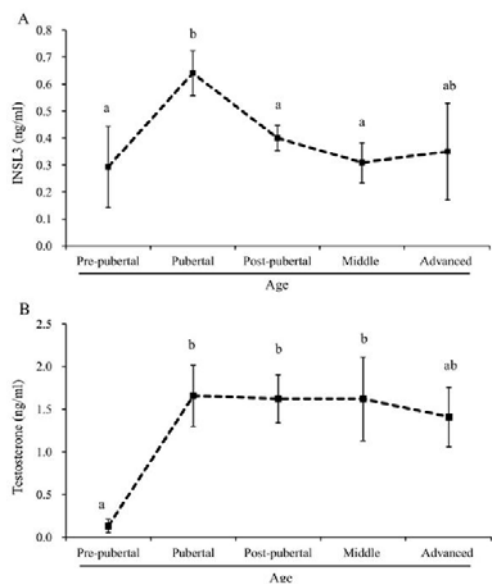 A
0.8
0.7
0.6
0.5
0.4
0.3
0.2
0.1
0.0
INSL3 (ng/ml)
a
b
a
a
ab
Pre-pubertal Pubertal Post-pubertal Middle Advanced
Age
B
2.5
2.0
1.5
1.0
0.5
0.0
Testosterone (ng/ml)
a
b
b
b
ab
Pre-pubertal Pubertal Post-pubertal Middle Advanced
Age